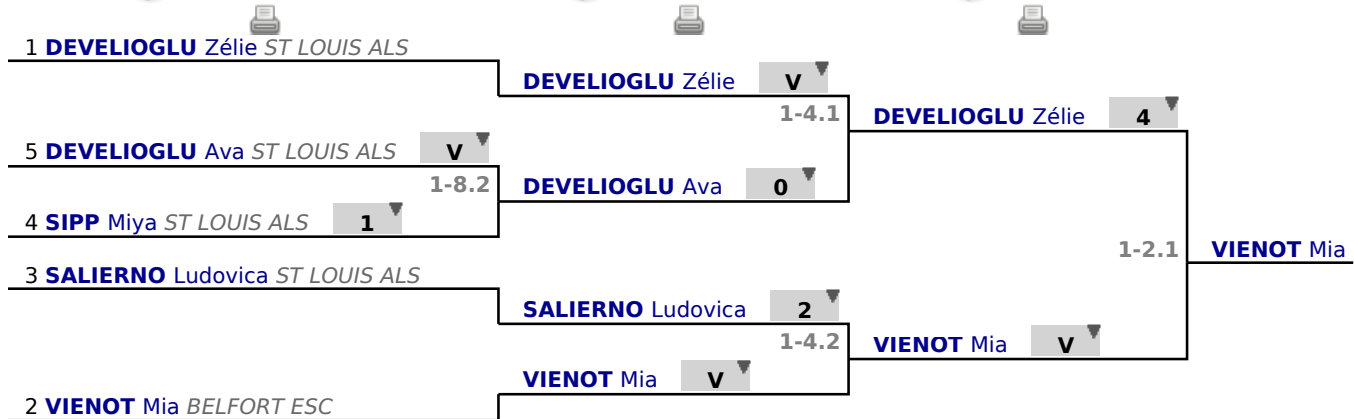 1 DEVELIOGLU Zélie ST LOUIS ALS
DEVELIOGLU Zélie V
1-4.1
DEVELIOGLU Zélie 4
5 DEVELIOGLU Ava ST LOUIS ALS V
1-8.2
DEVELIOGLU Ava 0
4 SIPP Miya ST LOUIS ALS 1
1-2.1
VIENOT Mia
3 SALIERNO Ludovica ST LOUIS ALS
SALIERNO Ludovica 2
1-4.2
VIENOT Mia V
VIENOT Mia V
2 VIENOT Mia BELFORT ESC